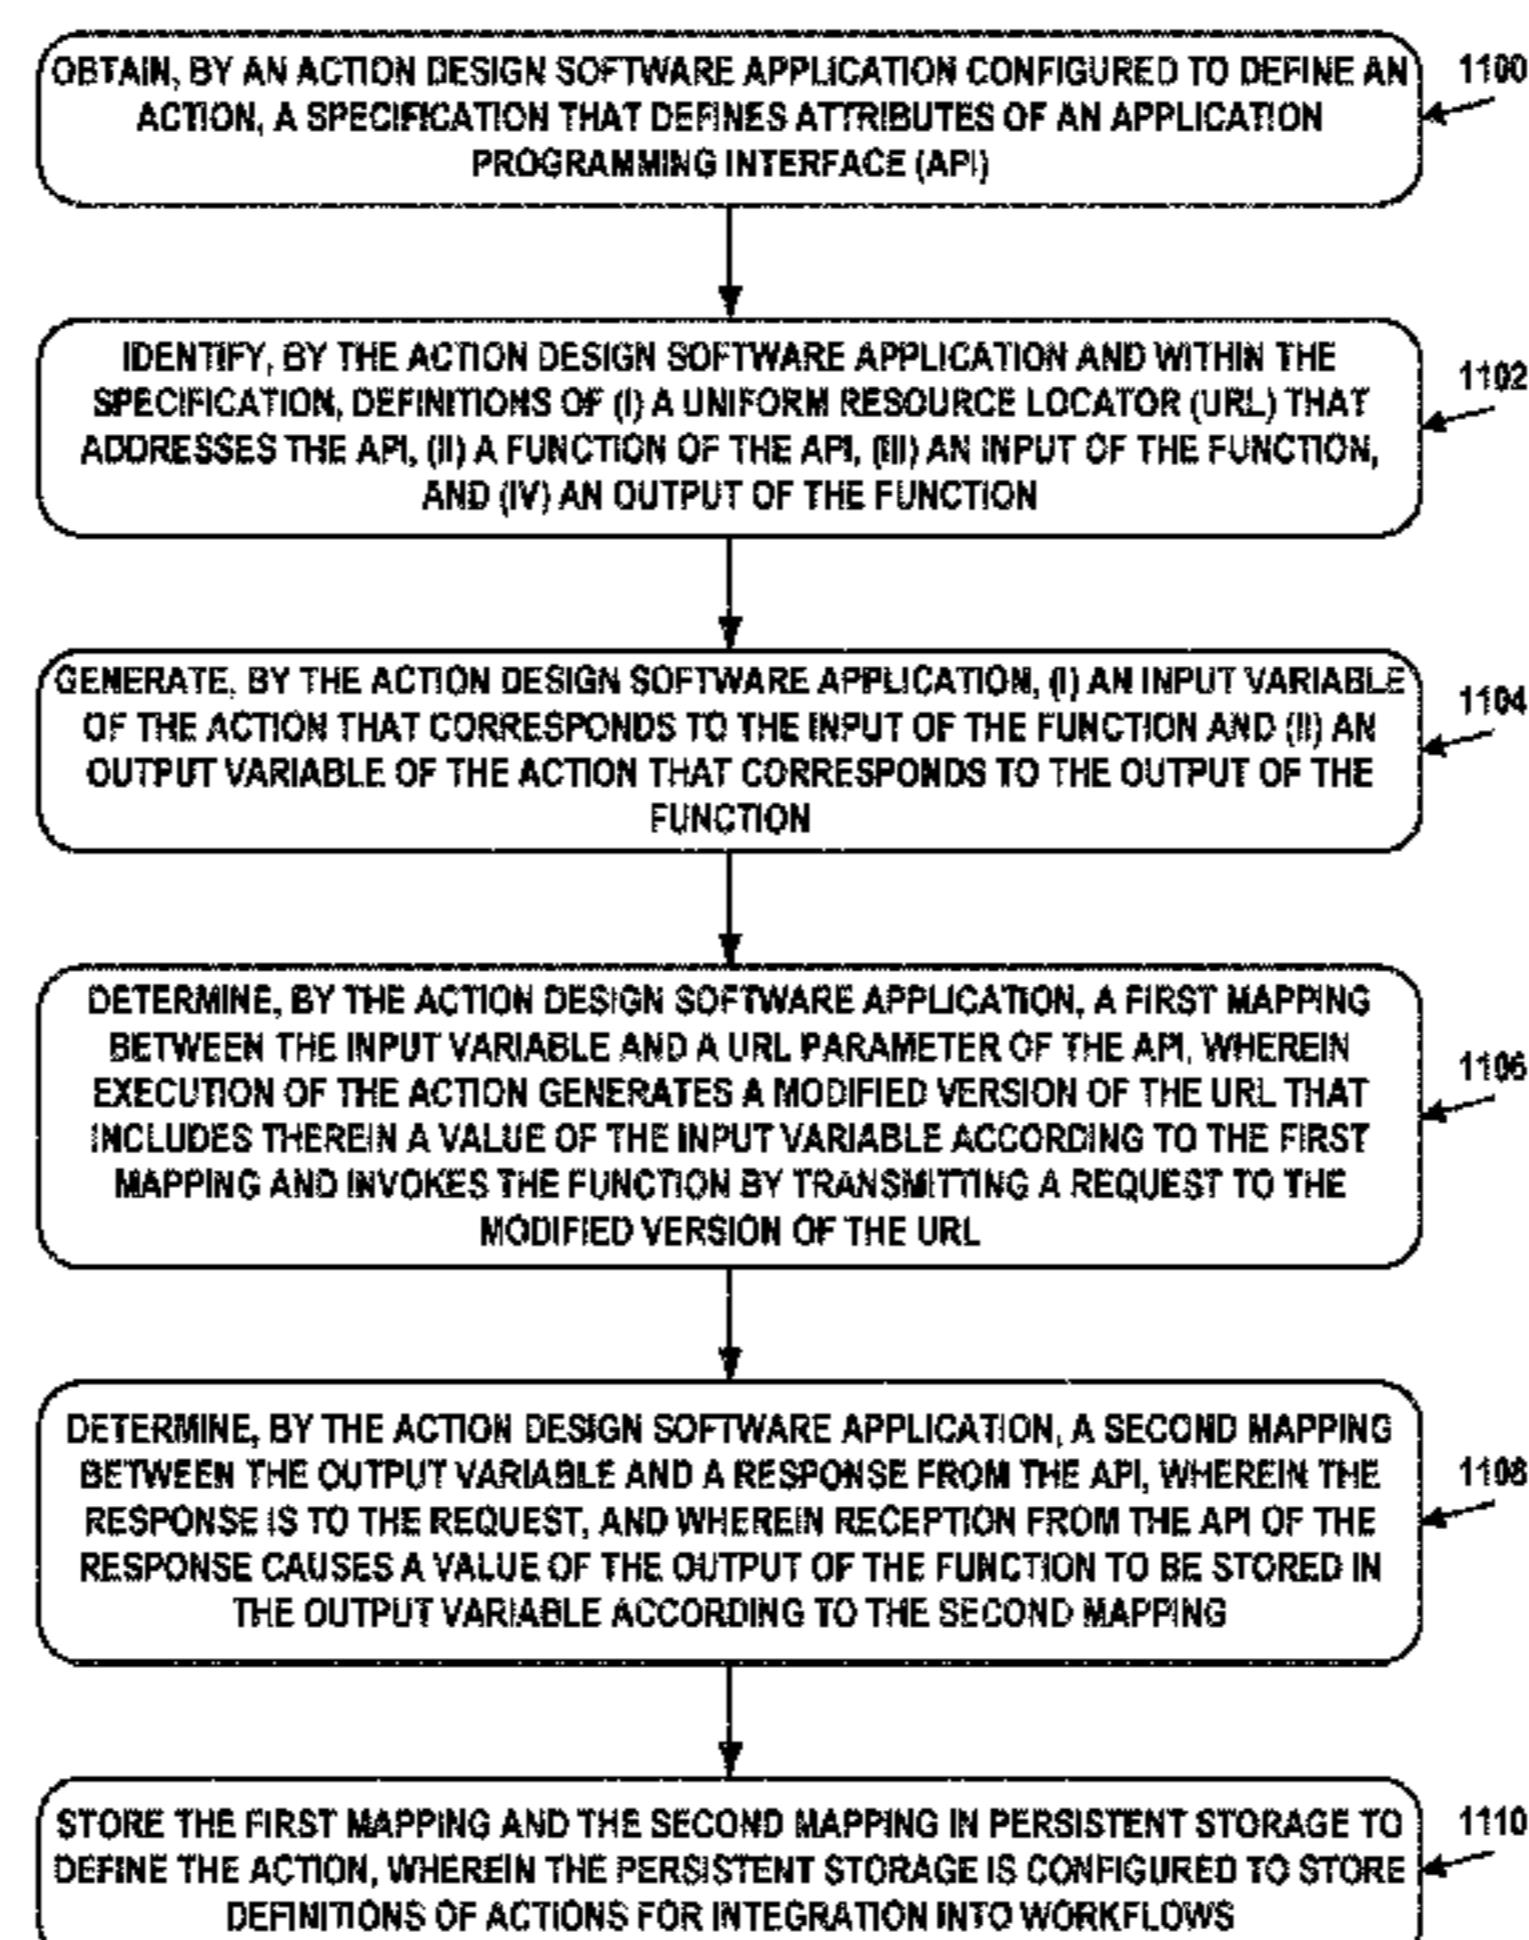 OBTAIN, BY AN ACTION DESIGN SOFTWARE APPLICATION CONFIGURED TO DEFINE AN
ACTION, A SPECIFICATION THAT DEFINES ATTRIBUTES OF AN APPLICATION
PROGRAMMING INTERFACE (API)
1100
IDENTIFY, BY THE ACTION DESIGN SOFTWARE APPLICATION AND WITHIN THE
SPECIFICATION, DEFINITIONS OF (I) A UNIFORM RESOURCE LOCATOR (URL) THAT
ADDRESSES THE API, (II) A FUNCTION OF THE API, (III) AN INPUT OF THE FUNCTION,
AND (IV) AN OUTPUT OF THE FUNCTION
1102
GENERATE, BY THE ACTION DESIGN SOFTWARE APPLICATION, (I) AN INPUT VARIABLE
OF THE ACTION THAT CORRESPONDS TO THE INPUT OF THE FUNCTION AND (II) AN
OUTPUT VARIABLE OF THE ACTION THAT CORRESPONDS TO THE OUTPUT OF THE
FUNCTION
1104
DETERMINE, BY THE ACTION DESIGN SOFTWARE APPLICATION, A FIRST MAPPING
BETWEEN THE INPUT VARIABLE AND A URL PARAMETER OF THE API, WHEREIN
EXECUTION OF THE ACTION GENERATES A MODIFIED VERSION OF THE URL THAT
INCLUDES THEREIN A VALUE OF THE INPUT VARIABLE ACCORDING TO THE FIRST
MAPPING AND INVOKES THE FUNCTION BY TRANSMITTING A REQUEST TO THE
MODIFIED VERSION OF THE URL
1106
DETERMINE, BY THE ACTION DESIGN SOFTWARE APPLICATION, A SECOND MAPPING
BETWEEN THE OUTPUT VARIABLE AND A RESPONSE FROM THE API, WHEREIN THE
RESPONSE IS TO THE REQUEST, AND WHEREIN RECEPTION FROM THE API OF THE
RESPONSE CAUSES A VALUE OF THE OUTPUT OF THE FUNCTION TO BE STORED IN
THE OUTPUT VARIABLE ACCORDING TO THE SECOND MAPPING
1108
STORE THE FIRST MAPPING AND THE SECOND MAPPING IN PERSISTENT STORAGE TO
DEFINE THE ACTION, WHEREIN THE PERSISTENT STORAGE IS CONFIGURED TO STORE
DEFINITIONS OF ACTIONS FOR INTEGRATION INTO WORKFLOWS
1110